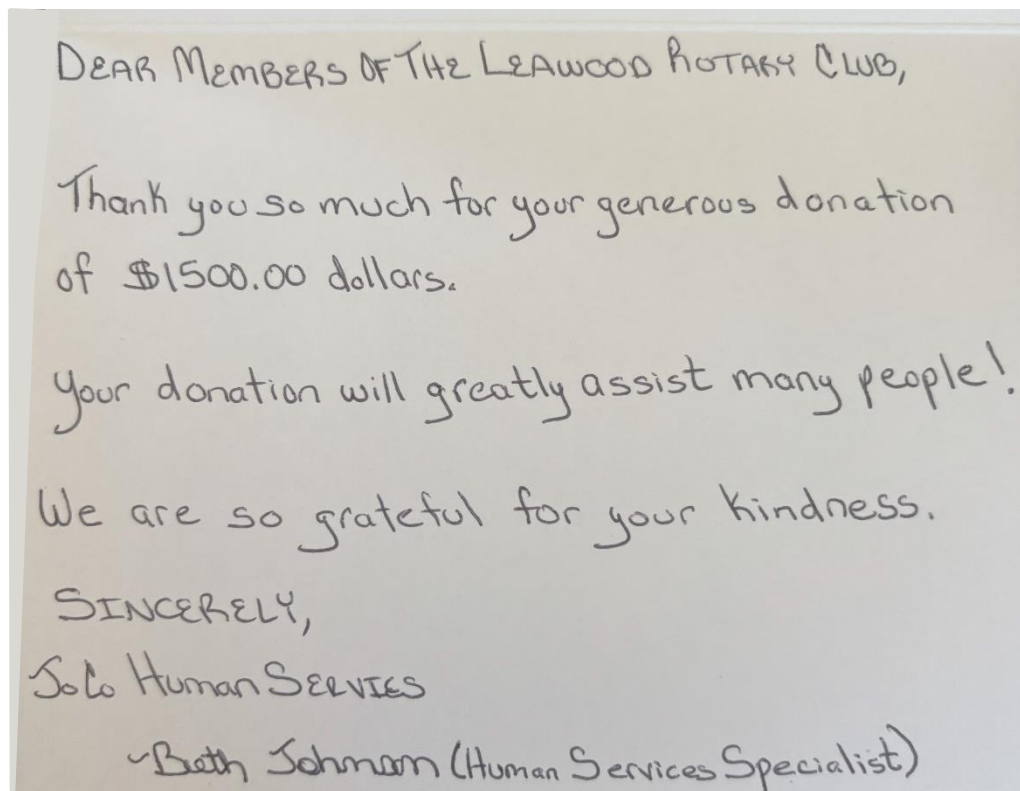 DEAR MEMBERS OF THE LEAWOOD ROTARY CLUB,
Thank you so much for your generous donation
of $1500.00 dollars.
Your donation will greatly assist many people!
We are so grateful for your kindness.
SINCERELY,
JoCo HUMAN SERVIES
~Beth Johnson (Human Services Specialist)